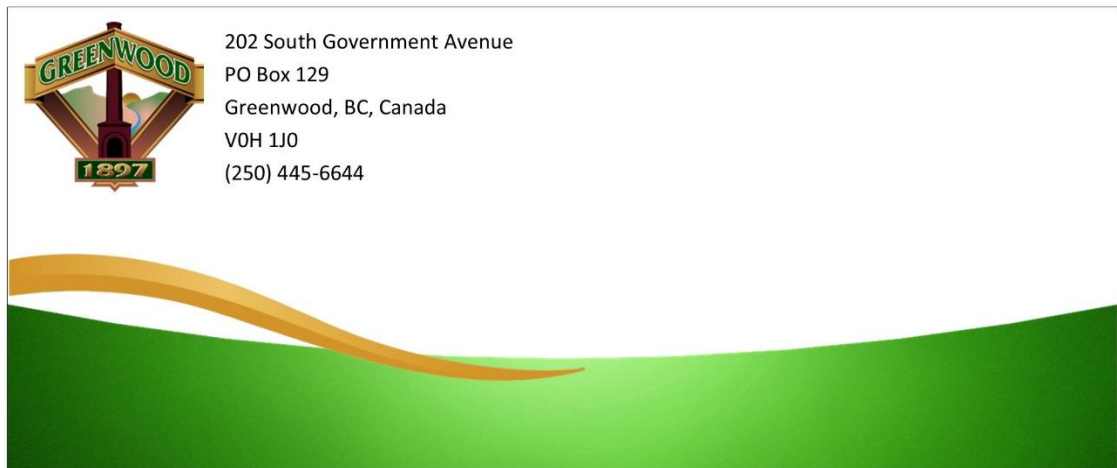 GREENWOOD
1897
202 South Government Avenue
PO Box 129
Greenwood, BC, Canada
V0H 1J0
(250) 445-6644